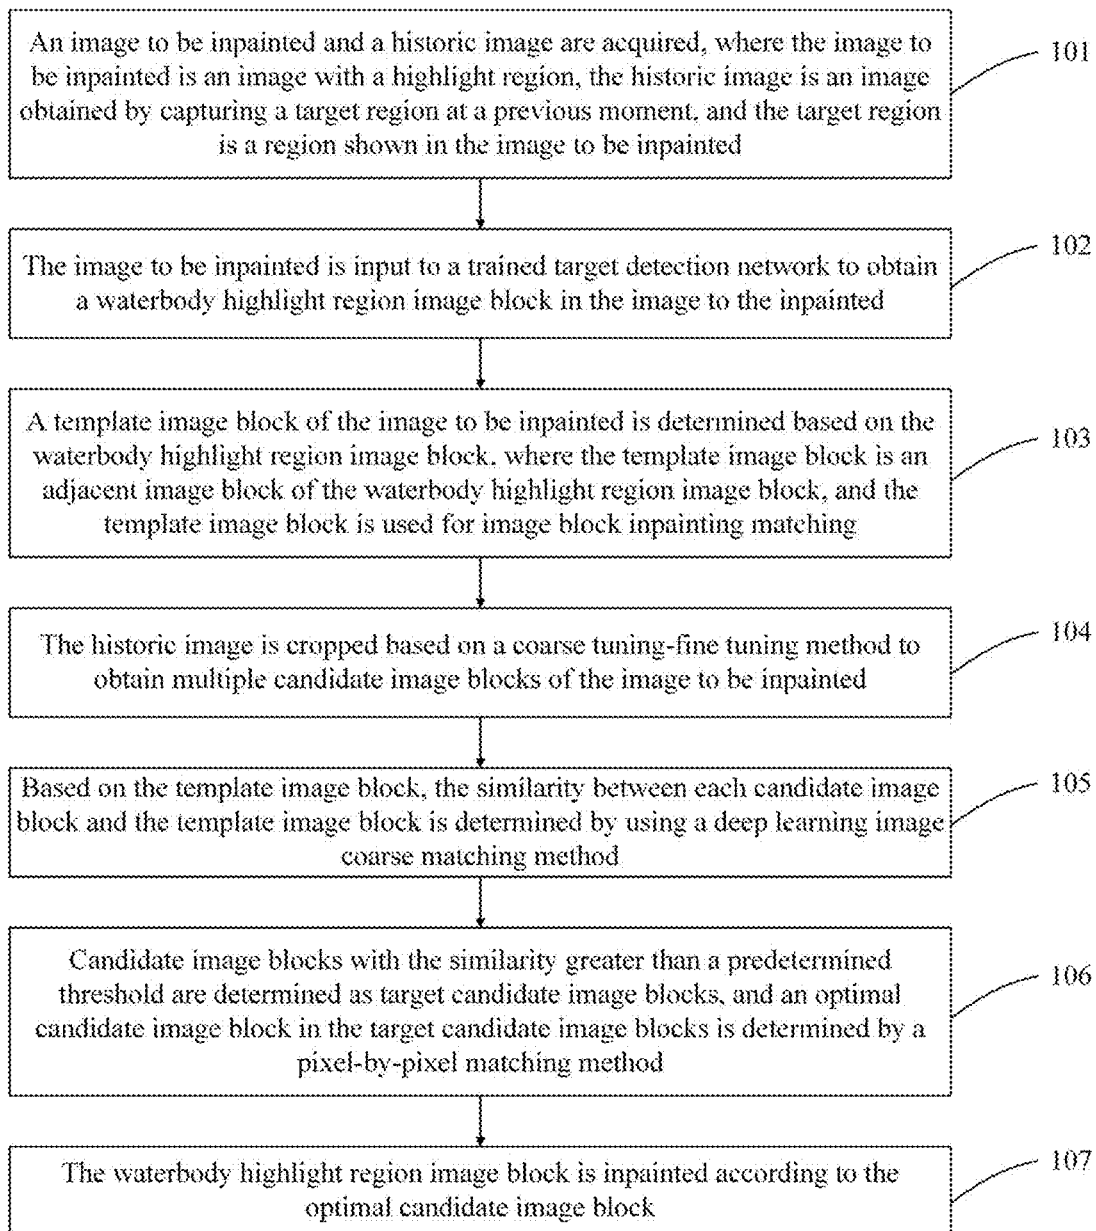 An image to be inpainted and a historic image are acquired, where the image to
be inpainted is an image with a highlight region, the historic image is an image
obtained by capturing a target region at a previous moment, and the target region
is a region shown in the image to be inpainted
101
The image to be inpainted is input to a trained target detection network to obtain
a waterbody highlight region image block in the image to the inpainted
102
A template image block of the image to be inpainted is determined based on the
waterbody highlight region image block, where the template image block is an
adjacent image block of the waterbody highlight region image block, and the
template image block is used for image block inpainting matching
103
The historic image is cropped based on a coarse tuning-fine tuning method to
obtain multiple candidate image blocks of the image to be inpainted
104
Based on the template image block, the similarity between each candidate image
block and the template image block is determined by using a deep learning image
coarse matching method
105
Candidate image blocks with the similarity greater than a predetermined
threshold are determined as target candidate image blocks, and an optimal
candidate image block in the target candidate image blocks is determined by a
pixel-by-pixel matching method
106
The waterbody highlight region image block is inpainted according to the
optimal candidate image block
107